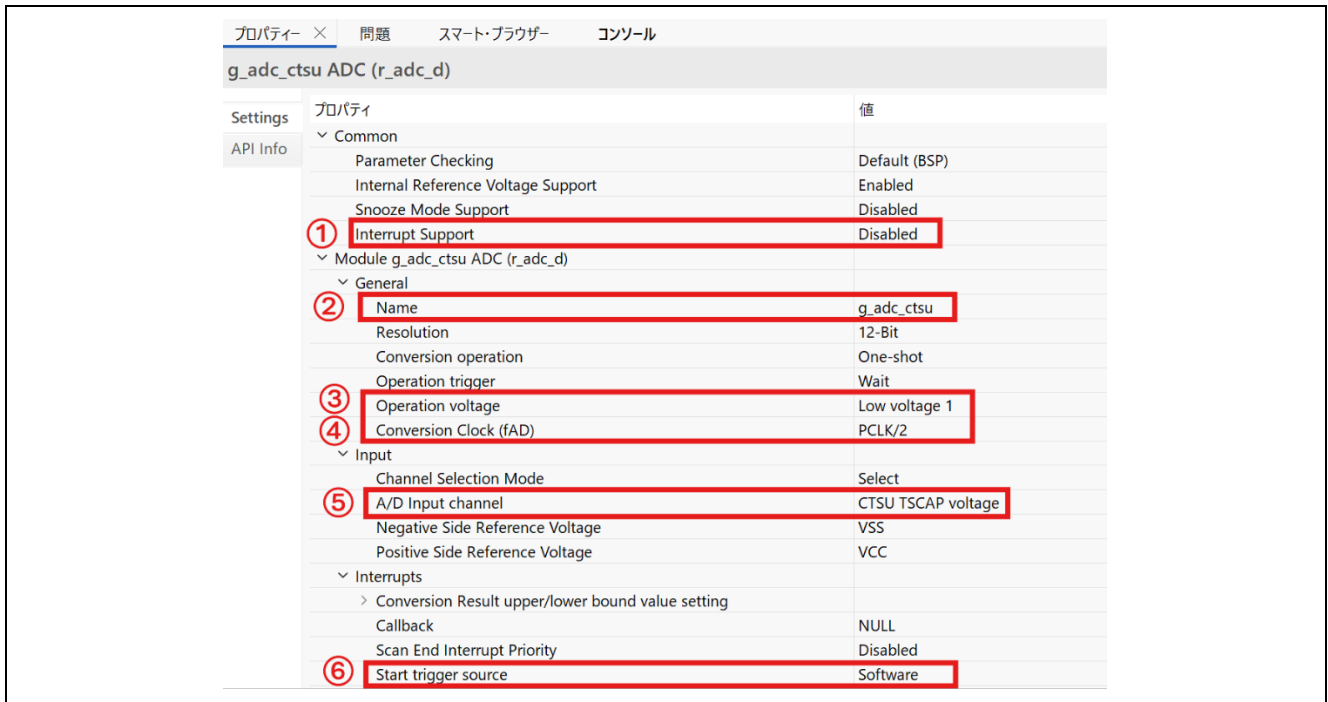 プロパティー × 問題 スマート・ブラウザー コンソール
g_adc_ctsu ADC (r_adc_d)
Settings
API Info
プロパティ 値
Common
Parameter Checking Default (BSP)
Internal Reference Voltage Support Enabled
Snooze Mode Support Disabled
① Interrupt Support Disabled
Module g_adc_ctsu ADC (r_adc_d)
General
② Name g_adc_ctsu
Resolution 12-Bit
Conversion operation One-shot
Operation trigger Wait
③ Operation voltage Low voltage 1
④ Conversion Clock (fAD) PCLK/2
Input
Channel Selection Mode Select
⑤ A/D Input channel CTSU TSCAP voltage
Negative Side Reference Voltage VSS
Positive Side Reference Voltage VCC
Interrupts
Conversion Result upper/lower bound value setting
Callback NULL
Scan End Interrupt Priority Disabled
⑥ Start trigger source Software